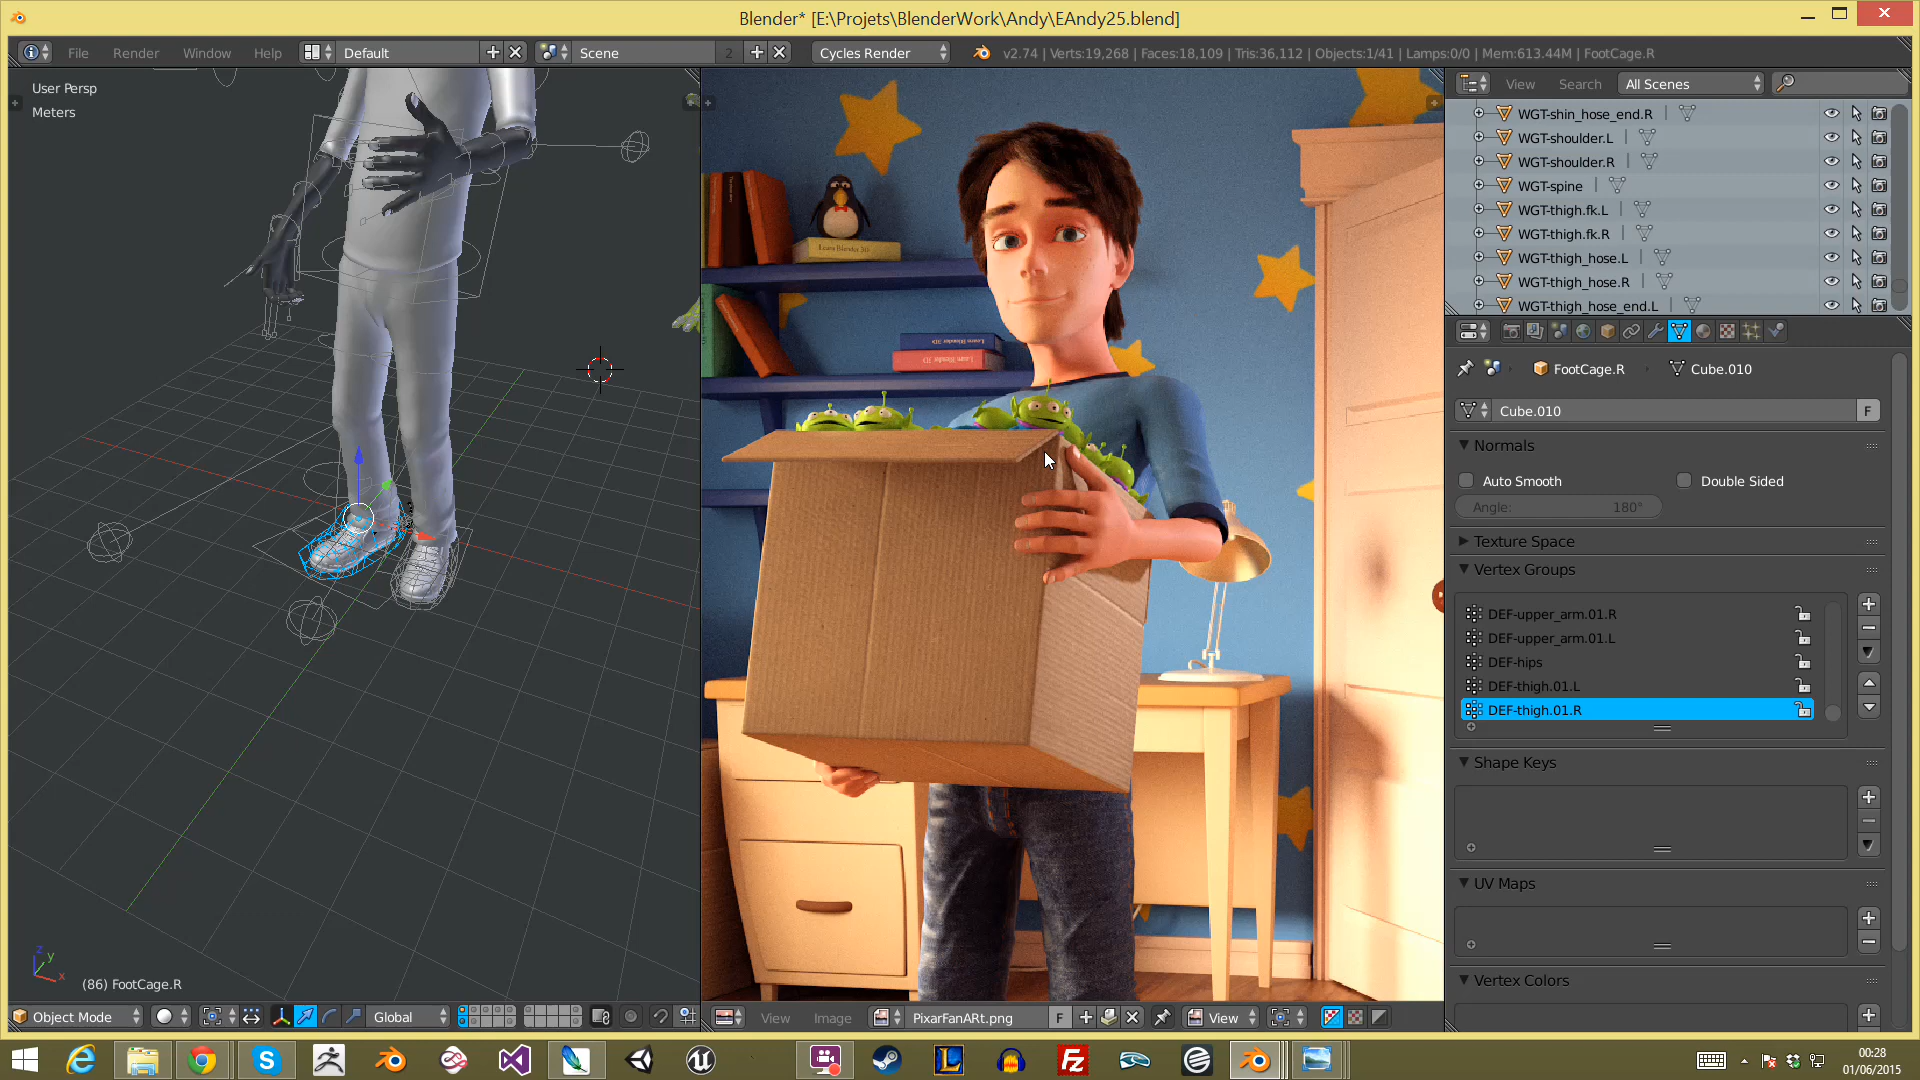 Blender* [E:\Projets\BlenderWork\Andy\EAndy25.blend]
File Render Window Help Default Scene 2 Cycles Render v2.74 | Verts:19,268 | Faces:18,109 | Tris:36,112 | Objects:1/41 | Lamps:0/0 | Mem:613.44M | FootCage.R
User Persp
Meters
(86) FootCage.R
z
y
x
Object Mode Global
Learn Blender 3D
View Image PixarFanARt.png F View
View Search All Scenes
WGT-shin_hose_end.R
WGT-shoulder.L
WGT-shoulder.R
WGT-spine
WGT-thigh.fk.L
WGT-thigh.fk.R
WGT-thigh_hose.L
WGT-thigh_hose.R
WGT-thigh_hose_end.L
FootCage.R Cube.010
Cube.010 F
Normals
Auto Smooth Double Sided
Angle: 180°
Texture Space
Vertex Groups
DEF-upper_arm.01.R
DEF-upper_arm.01.L
DEF-hips
DEF-thigh.01.L
DEF-thigh.01.R
Shape Keys
UV Maps
Vertex Colors
00:28
01/06/2015